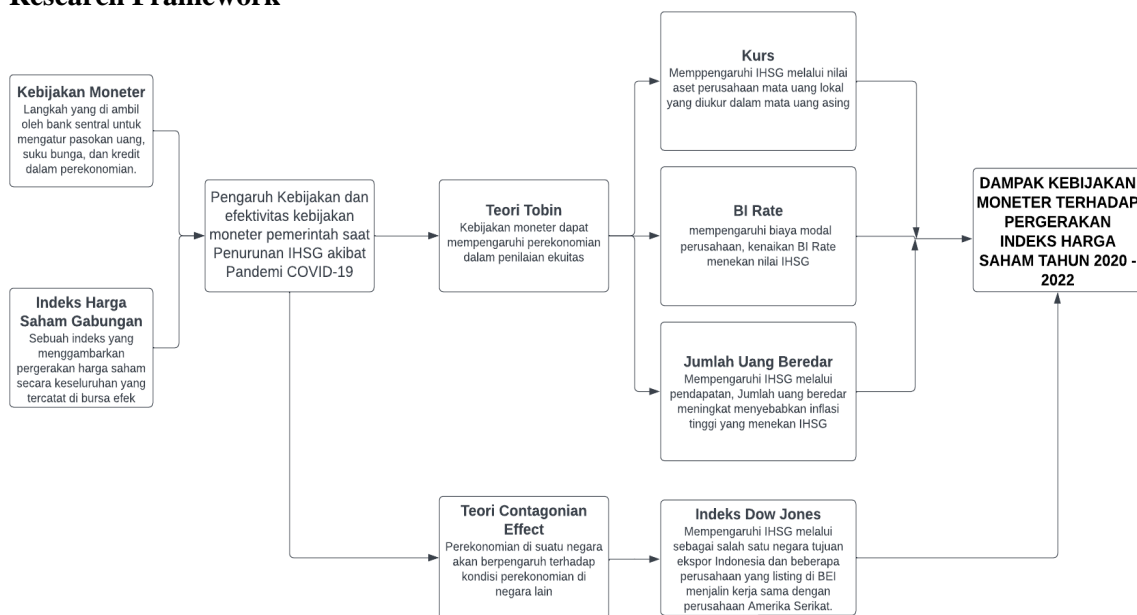 Research Framework
Kebijakan Moneter
Langkah yang di ambil
oleh bank sentral untuk
mengatur pasokan uang,
suku bunga, dan kredit
dalam perekonomian.
Indeks Harga
Saham Gabungan
Sebuah indeks yang
menggambarkan
pergerakan harga saham
secara keseluruhan yang
tercatat di bursa efek
Pengaruh Kebijakan dan
efektivitas kebijakan
moneter pemerintah saat
Penurunan IHSG akibat
Pandemi COVID-19
Teori Tobin
Kebijakan moneter dapat
mempengaruhi perekonomian
dalam penilaian ekuitas
Teori Contagonian
Effect
Perekonomian di suatu negara
akan berpengaruh terhadap
kondisi perekonomian di
negara lain
Kurs
Memppengaruhi IHSG melalui nilai
aset perusahaan mata uang lokal
yang diukur dalam mata uang asing
BI Rate
mempengaruhi biaya modal
perusahaan, kenaikan BI Rate
menekan nilai IHSG
Jumlah Uang Beredar
Mempengaruhi IHSG melalui
pendapatan, Jumlah uang beredar
meningkat menyebabkan inflasi
tinggi yang menekan IHSG
Indeks Dow Jones
Mempengaruhi IHSG melalui
sebagai salah satu negara tujuan
ekspor Indonesia dan beberapa
perusahaan yang listing di BEI
menjalin kerja sama dengan
perusahaan Amerika Serikat.
DAMPAK KEBIJAKAN
MONETER TERHADAP
PERGERAKAN
INDEKS HARGA
SAHAM TAHUN 2020 -
2022